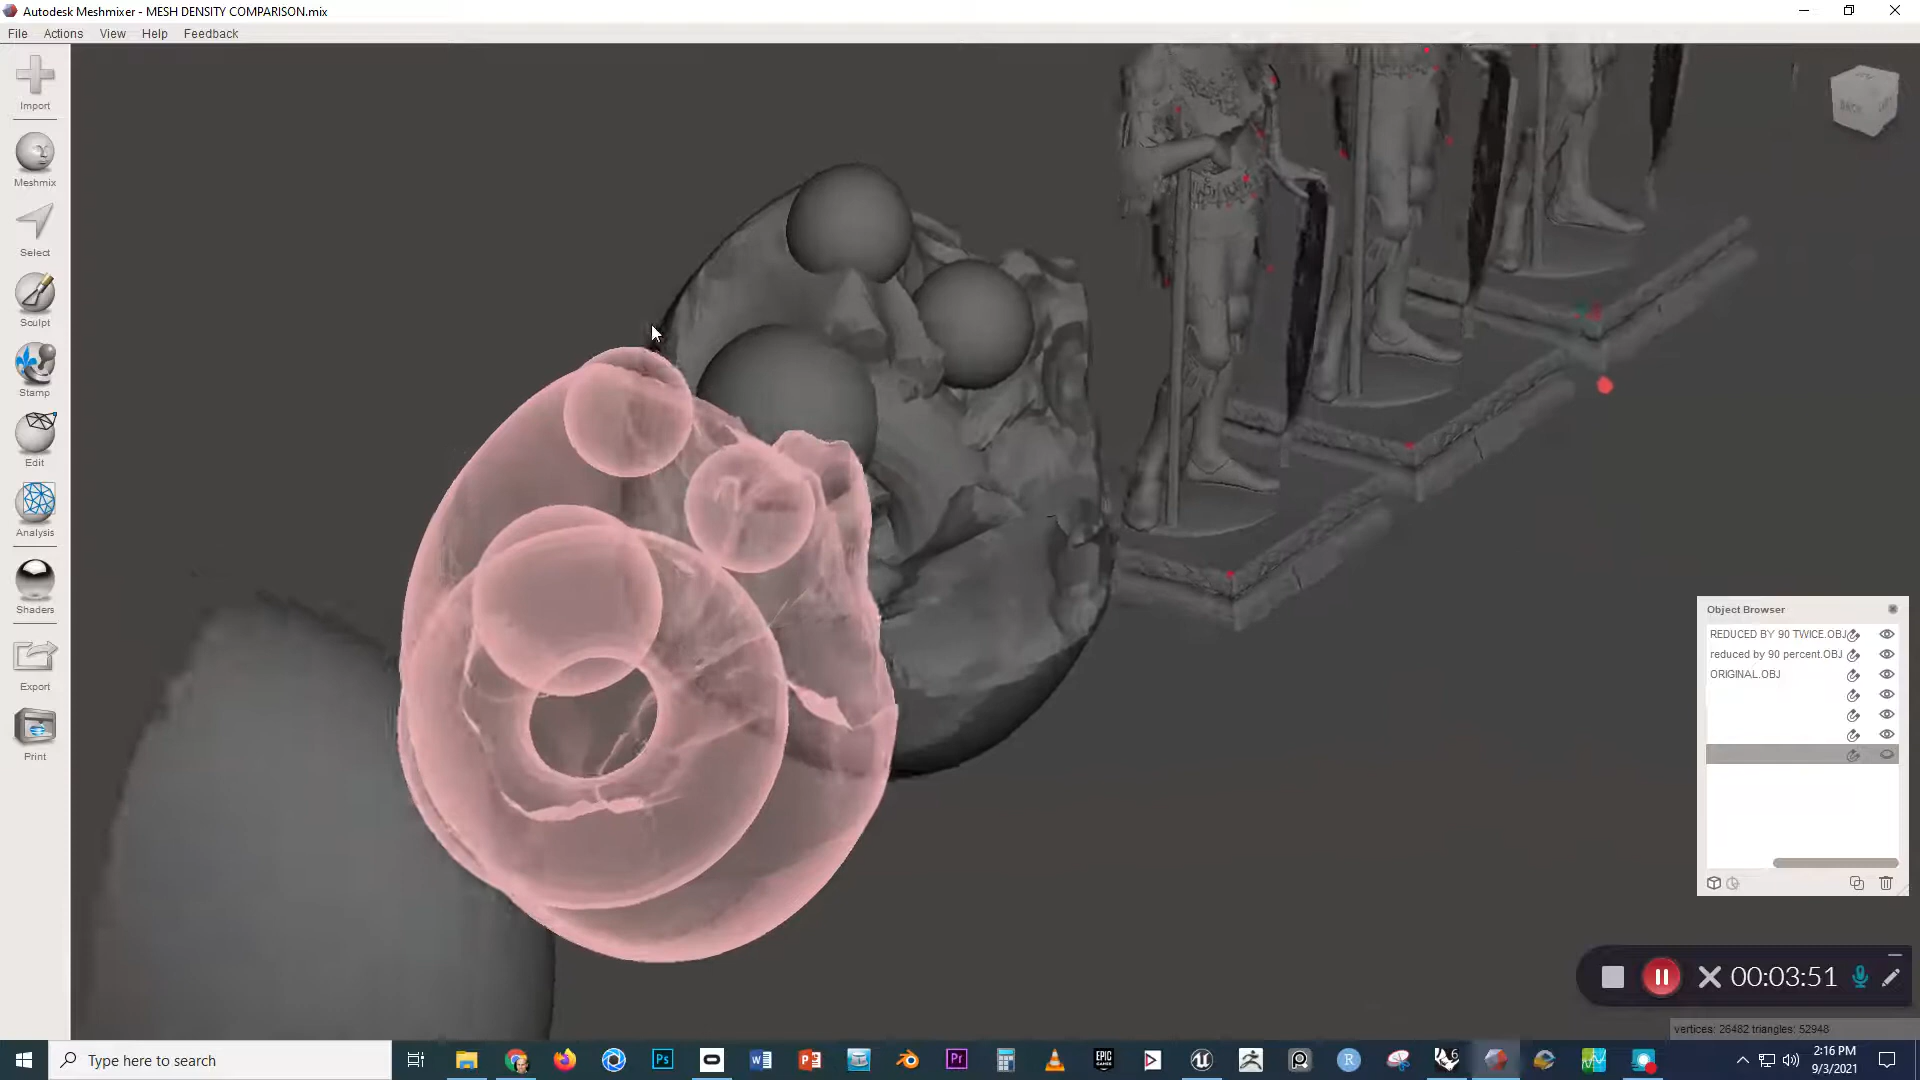 Autodesk Meshmixer - MESH DENSITY COMPARISON.mix
File Actions View Help Feedback
Import
Meshmix
Select
Sculpt
Stamp
Edit
Analysis
Shaders
Export
Print
BACK
Object Browser
REDUCED BY 90 TWICE.OBJ
reduced by 90 percent.OBJ
ORIGINAL.OBJ
00:03:51
vertices: 26482 triangles: 52948
Type here to search
2:16 PM
9/3/2021